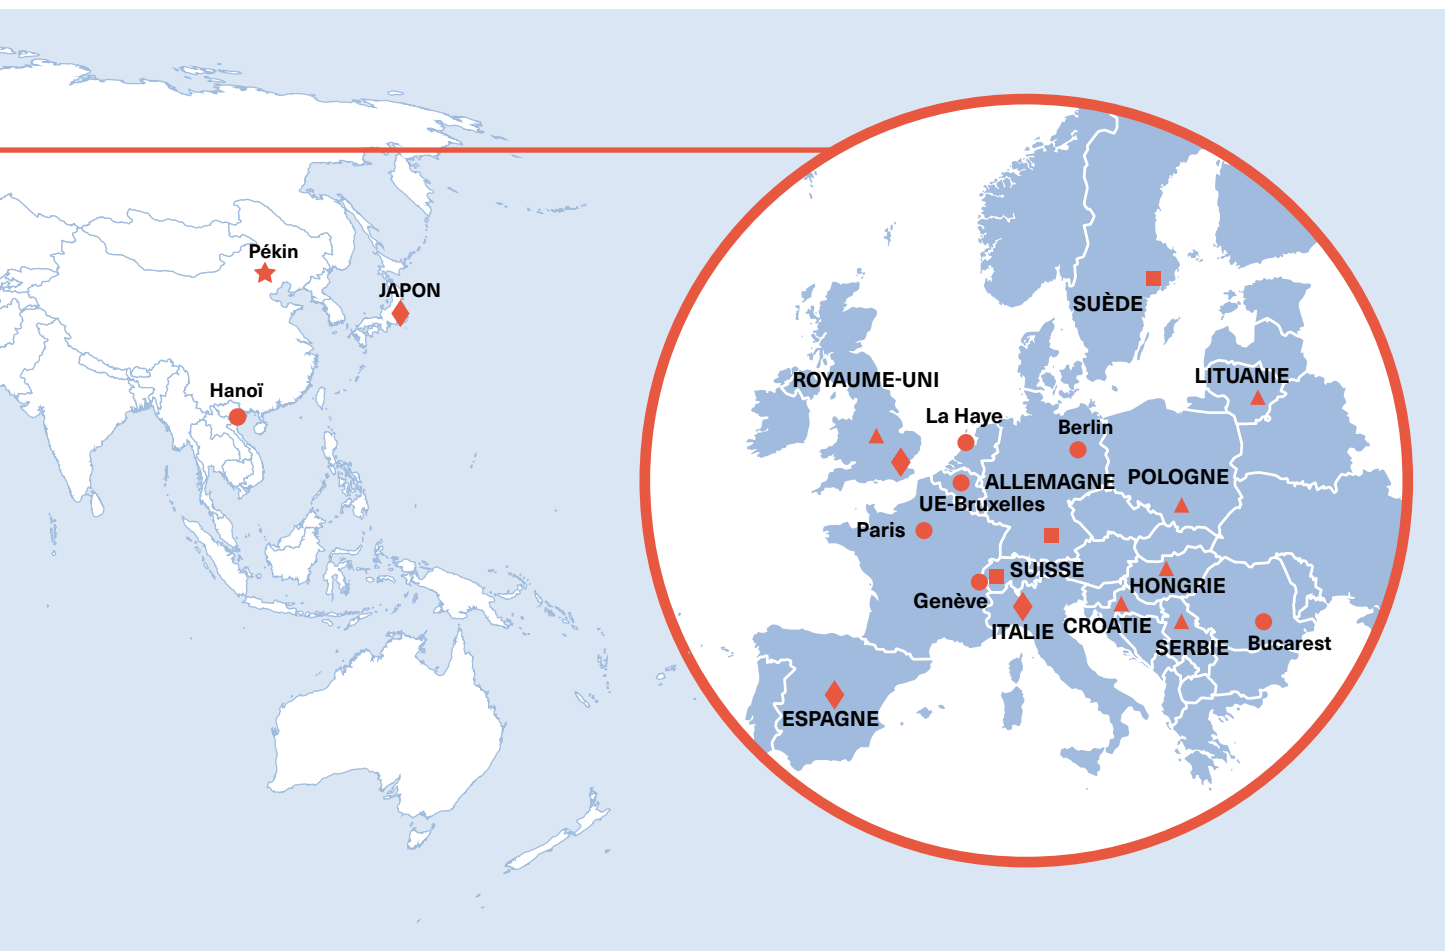 Pékin
JAPON
Hanoï
SUÈDE
ROYAUME-UNI
LITUANIE
La Haye
Berlin
ALLEMAGNE
POLOGNE
UE-Bruxelles
Paris
SUISSE
HONGRIE
Genève
ITALIE
CROATIE
SERBIE
Bucarest
ESPAGNE